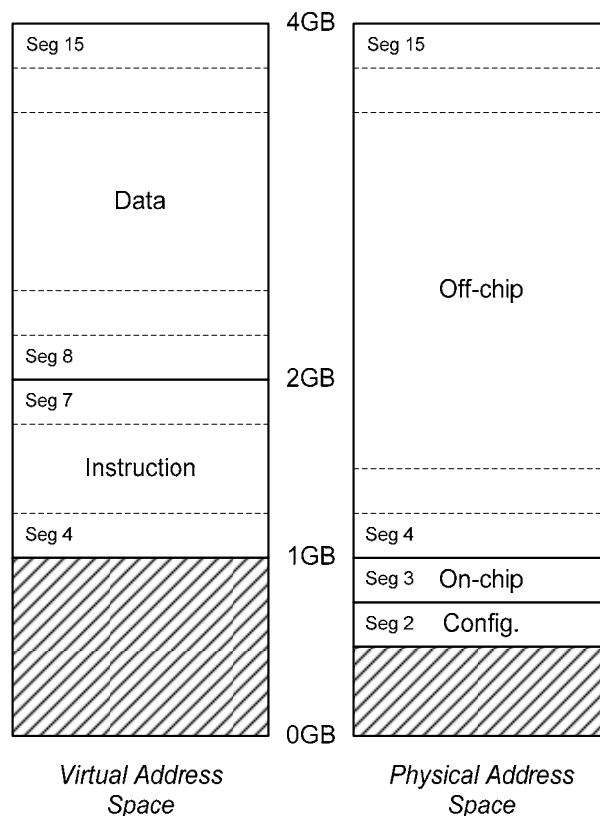 4GB
Seg 15
Seg 15
Data
Off-chip
Seg 8
2GB
Seg 7
Instruction
Seg 4
Seg 4
1GB
Seg 3 On-chip
Seg 2 Config.
0GB
Virtual Address
Space
Physical Address
Space